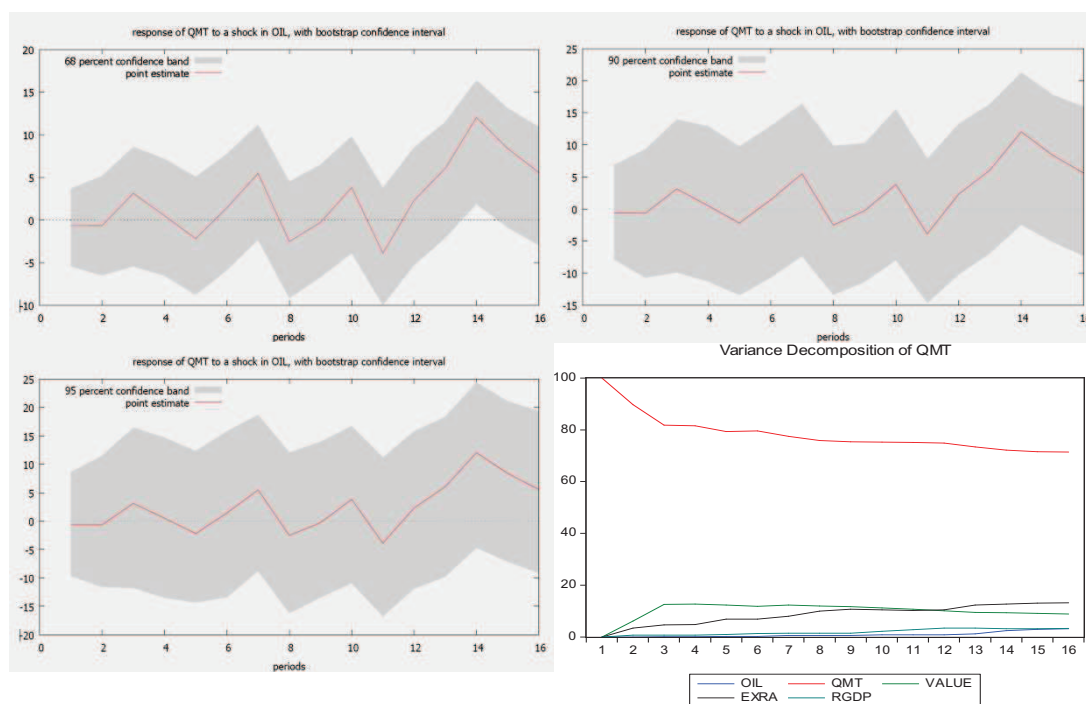 response of QMT to a shock in OIL, with bootstrap confidence interval
20
15
10
5
0
-5
-10
68 percent confidence band
point estimate
0 2 4 6 8 10 12 14 16
periods
response of QMT to a shock in OIL, with bootstrap confidence interval
25
20
15
10
5
0
-5
-10
-15
90 percent confidence band
point estimate
0 2 4 6 8 10 12 14 16
periods
response of QMT to a shock in OIL, with bootstrap confidence interval
25
20
15
10
5
0
-5
-10
-15
-20
95 percent confidence band
point estimate
0 2 4 6 8 10 12 14 16
periods
Variance Decomposition of QMT
100
80
60
40
20
0
1 2 3 4 5 6 7 8 9 10 11 12 13 14 15 16
OIL QMT VALUE
EXRA RGDP